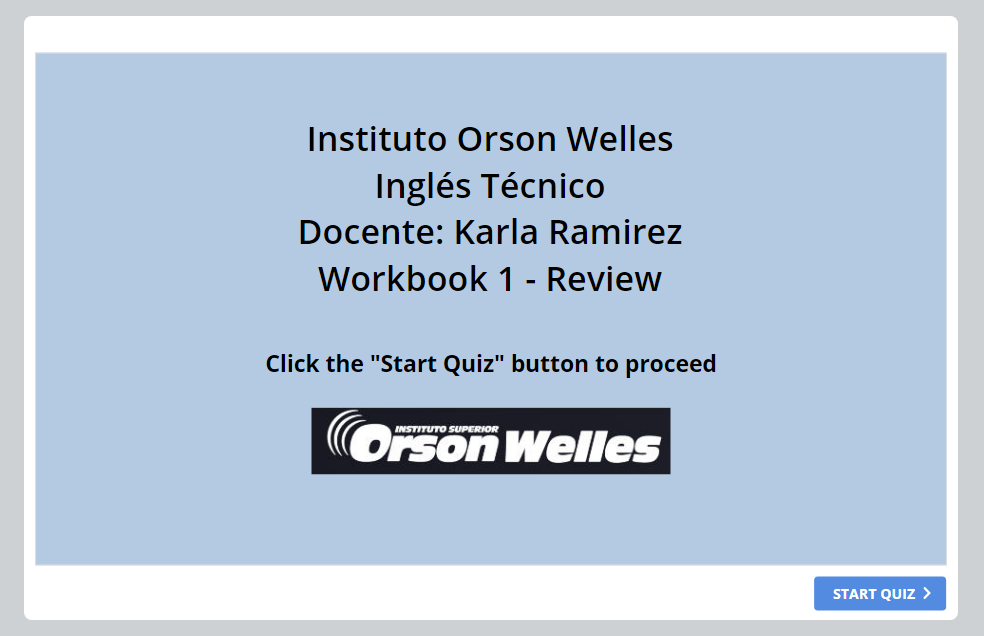 Instituto Orson Welles
Inglés Técnico
Docente: Karla Ramirez
Workbook 1 - Review
Click the "Start Quiz" button to proceed
INSTITUTO SUPERIOR
Orson Welles
START QUIZ